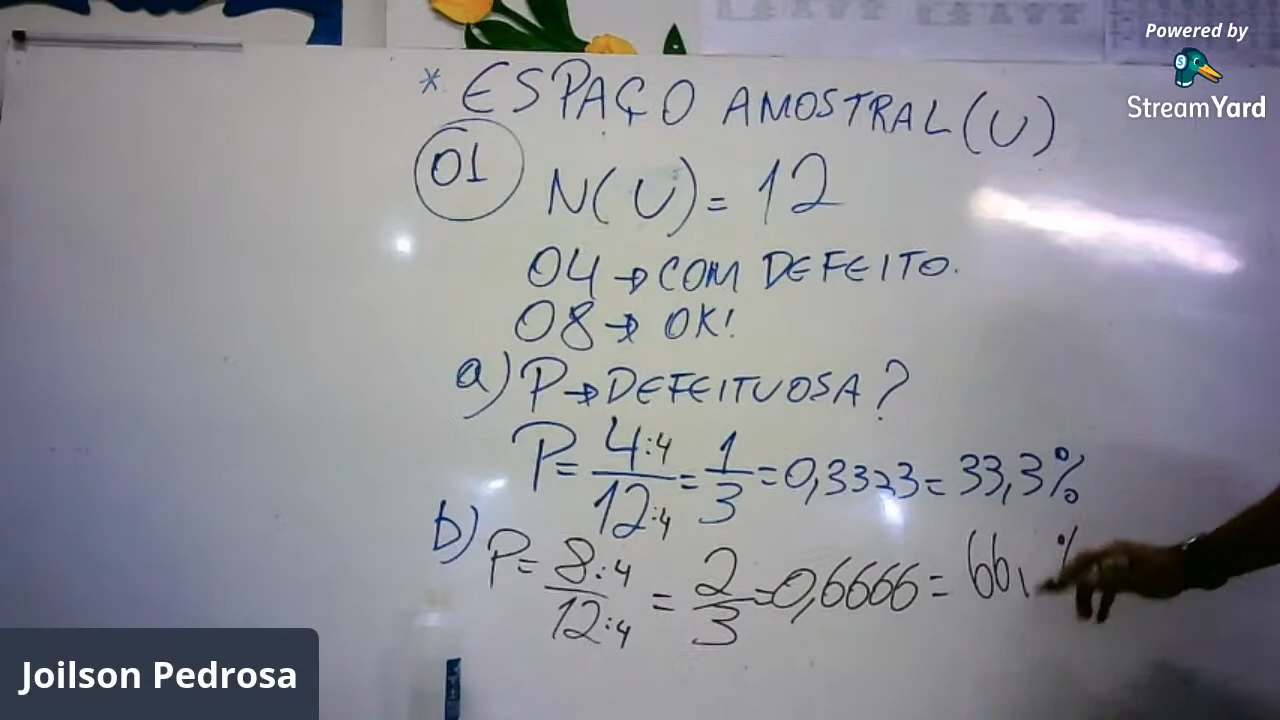 Powered by
StreamYard
* ESPAÇO AMOSTRAL (U)
01 N(U) = 12
04 → COM DEFEITO.
08 → OK!
a) P → DEFEITUOSA?
P = 4:4/12:4 = 1/3 = 0,3333 = 33,3%
b) P = 8:4/12:4 = 2/3 = 0,6666 = 66, %
Joilson Pedrosa